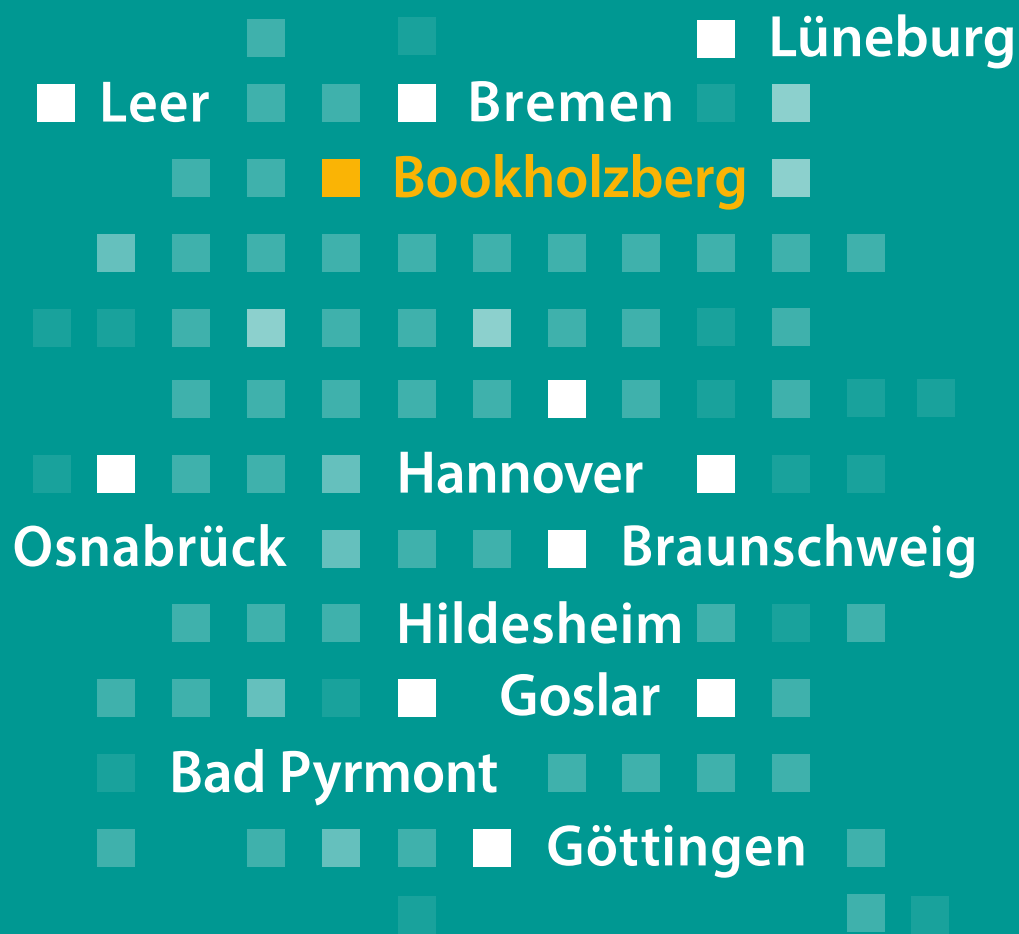 Lüneburg
Leer Bremen
Bookholzberg
Hannover
Osnabrück Braunschweig
Hildesheim
Goslar
Bad Pyrmont
Göttingen